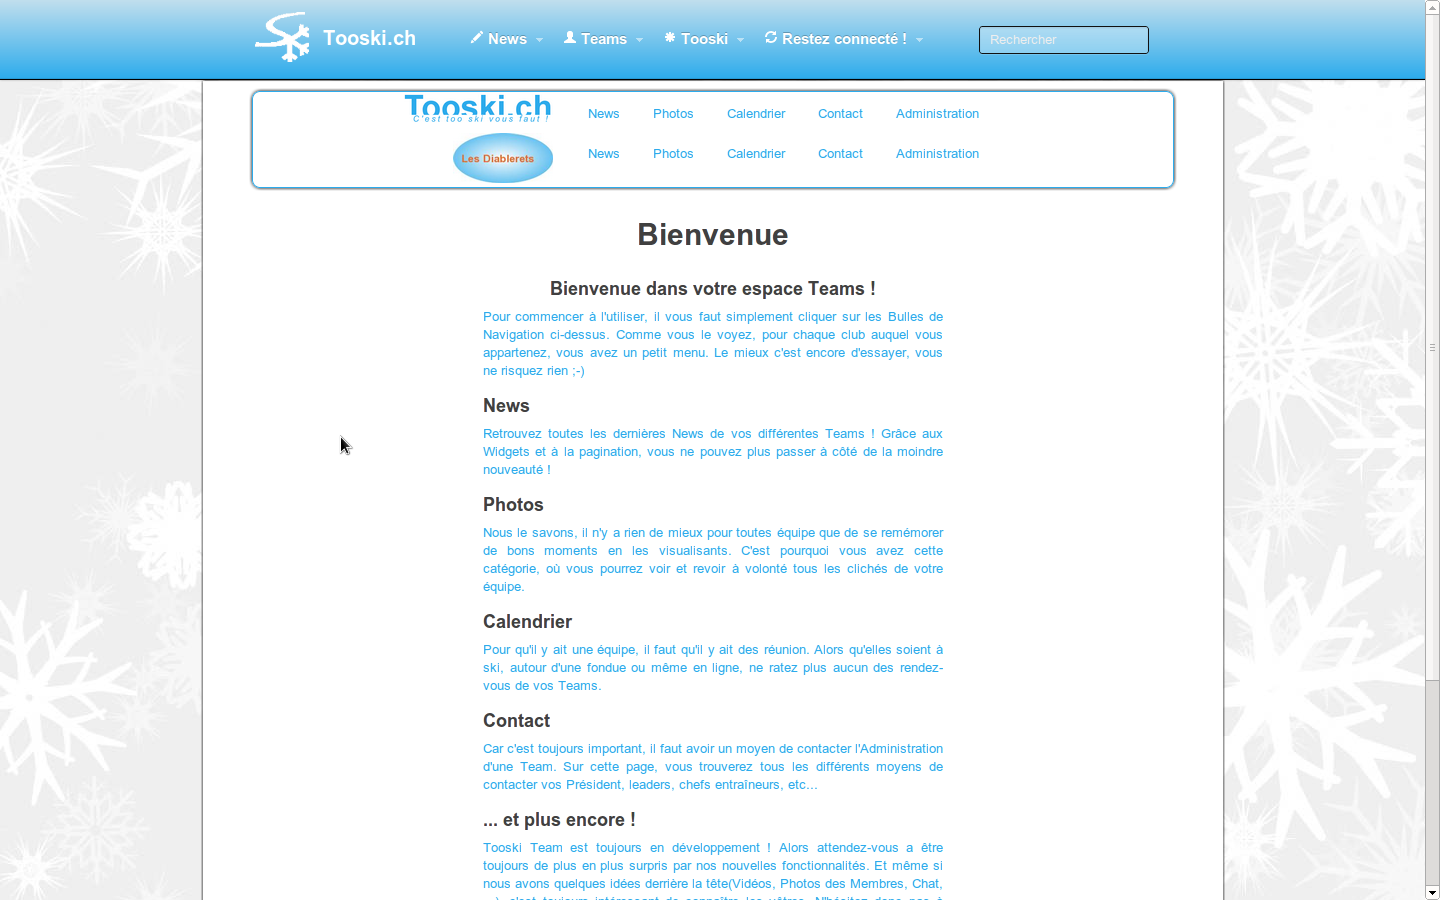 Tooski.ch News Teams Tooski Restez connecté ! Rechercher
Tooski.ch
C'est too ski vous faut !
News Photos Calendrier Contact Administration
Les Diablerets
News Photos Calendrier Contact Administration
Bienvenue
Bienvenue dans votre espace Teams !
Pour commencer à l'utiliser, il vous faut simplement cliquer sur les Bulles de
Navigation ci-dessus. Comme vous le voyez, pour chaque club auquel vous
appartenez, vous avez un petit menu. Le mieux c'est encore d'essayer, vous
ne risquez rien ;-)
News
Retrouvez toutes les dernières News de vos différentes Teams ! Grâce aux
Widgets et à la pagination, vous ne pouvez plus passer à côté de la moindre
nouveauté !
Photos
Nous le savons, il n'y a rien de mieux pour toutes équipe que de se remémorer
de bons moments en les visualisants. C'est pourquoi vous avez cette
catégorie, où vous pourrez voir et revoir à volonté tous les clichés de votre
équipe.
Calendrier
Pour qu'il y ait une équipe, il faut qu'il y ait des réunion. Alors qu'elles soient à
ski, autour d'une fondue ou même en ligne, ne ratez plus aucun des rendez-
vous de vos Teams.
Contact
Car c'est toujours important, il faut avoir un moyen de contacter l'Administration
d'une Team. Sur cette page, vous trouverez tous les différents moyens de
contacter vos Président, leaders, chefs entraîneurs, etc...
... et plus encore !
Tooski Team est toujours en développement ! Alors attendez-vous a être
toujours de plus en plus surpris par nos nouvelles fonctionnalités. Et même si
nous avons quelques idées derrière la tête(Vidéos, Photos des Membres, Chat,
...), c'est toujours intéressant de connaître les vôtres. N'hésitez donc pas à